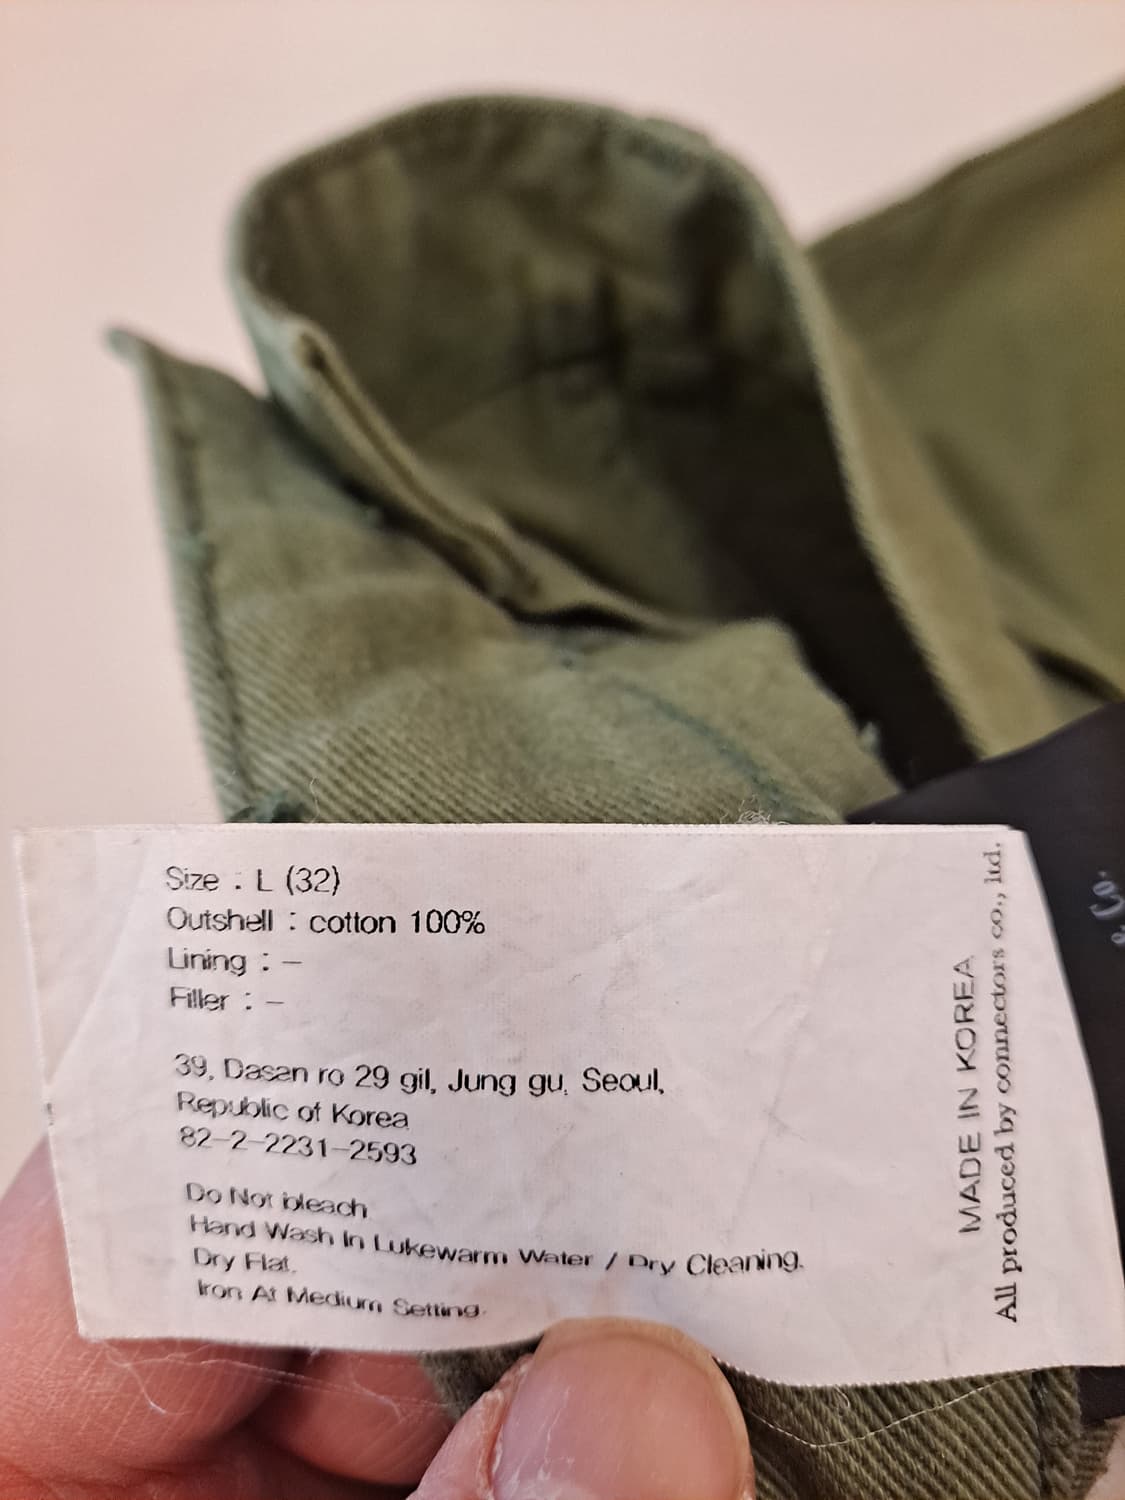 Size : L (32)
Outshell : cotton 100%
Lining : –
Filler : –
39, Dasan ro 29 gil, Jung gu, Seoul,
Republic of Korea
82-2-2231-2593
Do Not bleach
Hand Wash In Lukewarm Water / Dry Cleaning.
Dry Flat.
Iron At Medium Setting.
MADE IN KOREA
All produced by connectors co., ltd.